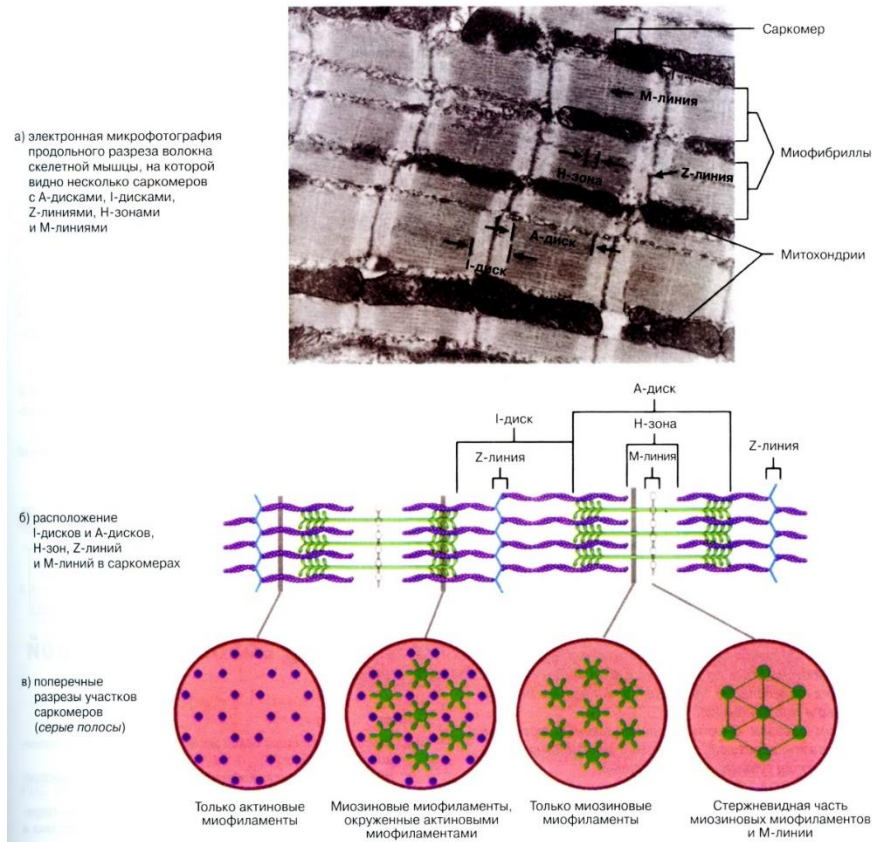 Саркомер
М-линия
а) электронная микрофотография
продольного разреза волокна
скелетной мышцы, на которой
видно несколько саркомеров
с А-дисками, I-дисками,
Z-линиями, Н-зонами
и М-линиями
Миофибриллы
Н-зона
Z-линия
А-диск
I-диск
Митохондрии
А-диск
I-диск
Н-зона
Z-линия
М-линия
Z-линия
б) расположение
I-дисков и А-дисков,
Н-зон, Z-линий
и М-линий в саркомерах
в) поперечные
разрезы участков
саркомеров
(серые полосы)
Только актиновые
миофиламенты
Миозиновые миофиламенты,
окруженные актиновыми
миофиламентами
Только миозиновые
миофиламенты
Стержневидная часть
миозиновых миофиламентов
и М-линии